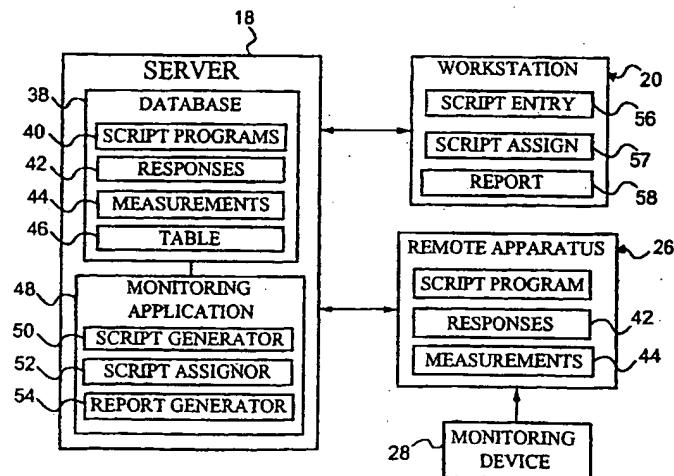 18
SERVER
38
DATABASE
40
SCRIPT PROGRAMS
42
RESPONSES
44
MEASUREMENTS
46
TABLE
48
MONITORING
APPLICATION
50
SCRIPT GENERATOR
52
SCRIPT ASSIGNOR
54
REPORT GENERATOR
WORKSTATION
20
SCRIPT ENTRY
56
SCRIPT ASSIGN
57
REPORT
58
REMOTE APPARATUS
26
SCRIPT PROGRAM
RESPONSES
42
MEASUREMENTS
44
28
MONITORING
DEVICE